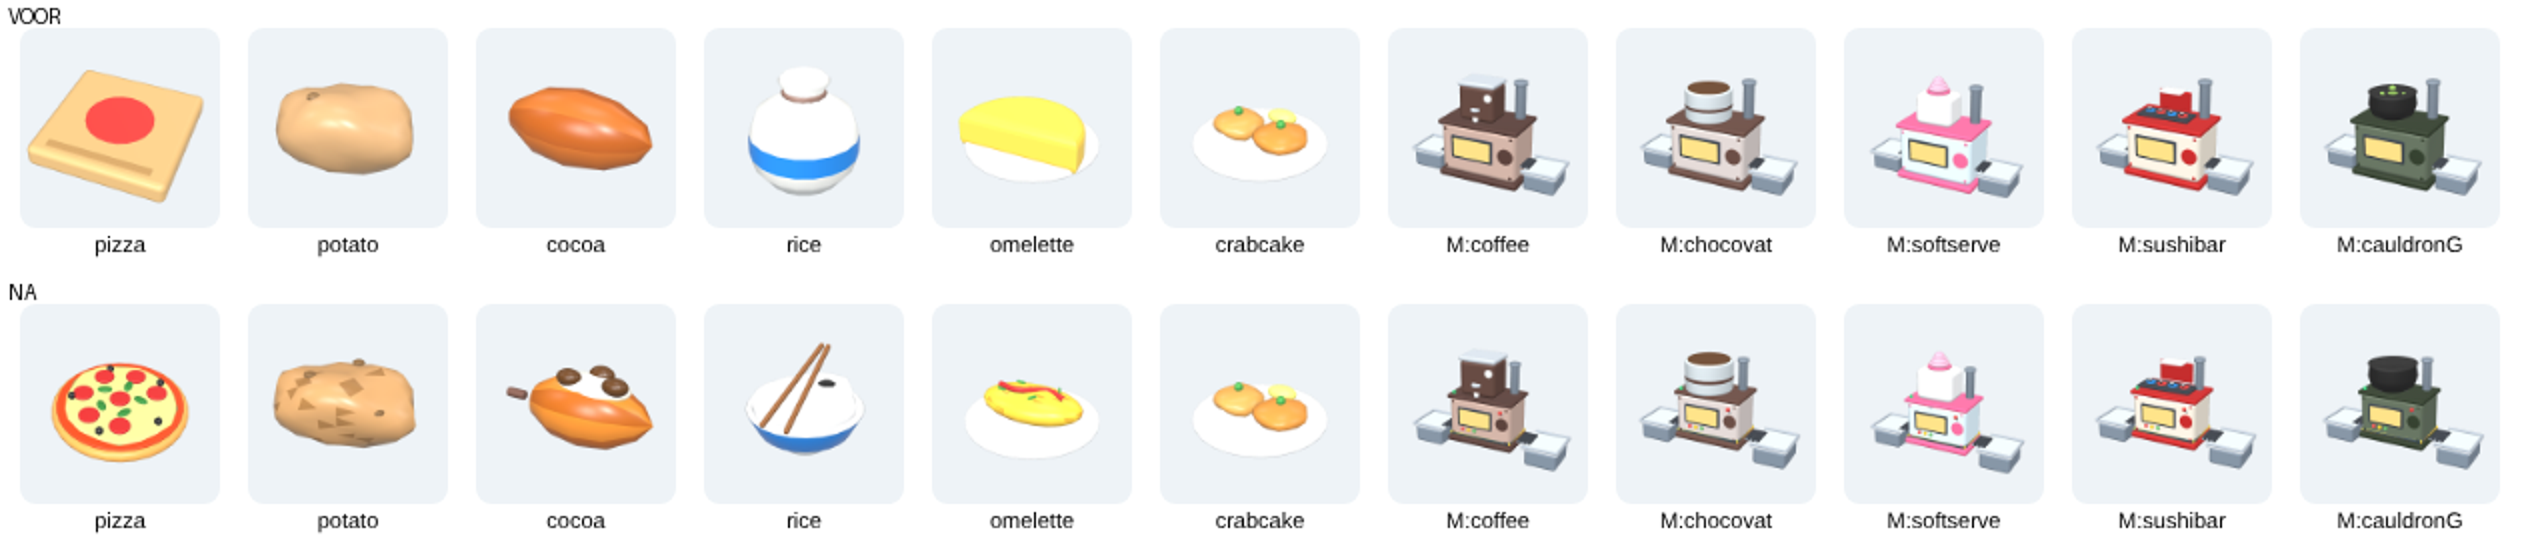 VOOR
pizza potato cocoa rice omelette crabcake M:coffee M:chocovat M:softserve M:sushibar M:cauldronG
NA
pizza potato cocoa rice omelette crabcake M:coffee M:chocovat M:softserve M:sushibar M:cauldronG